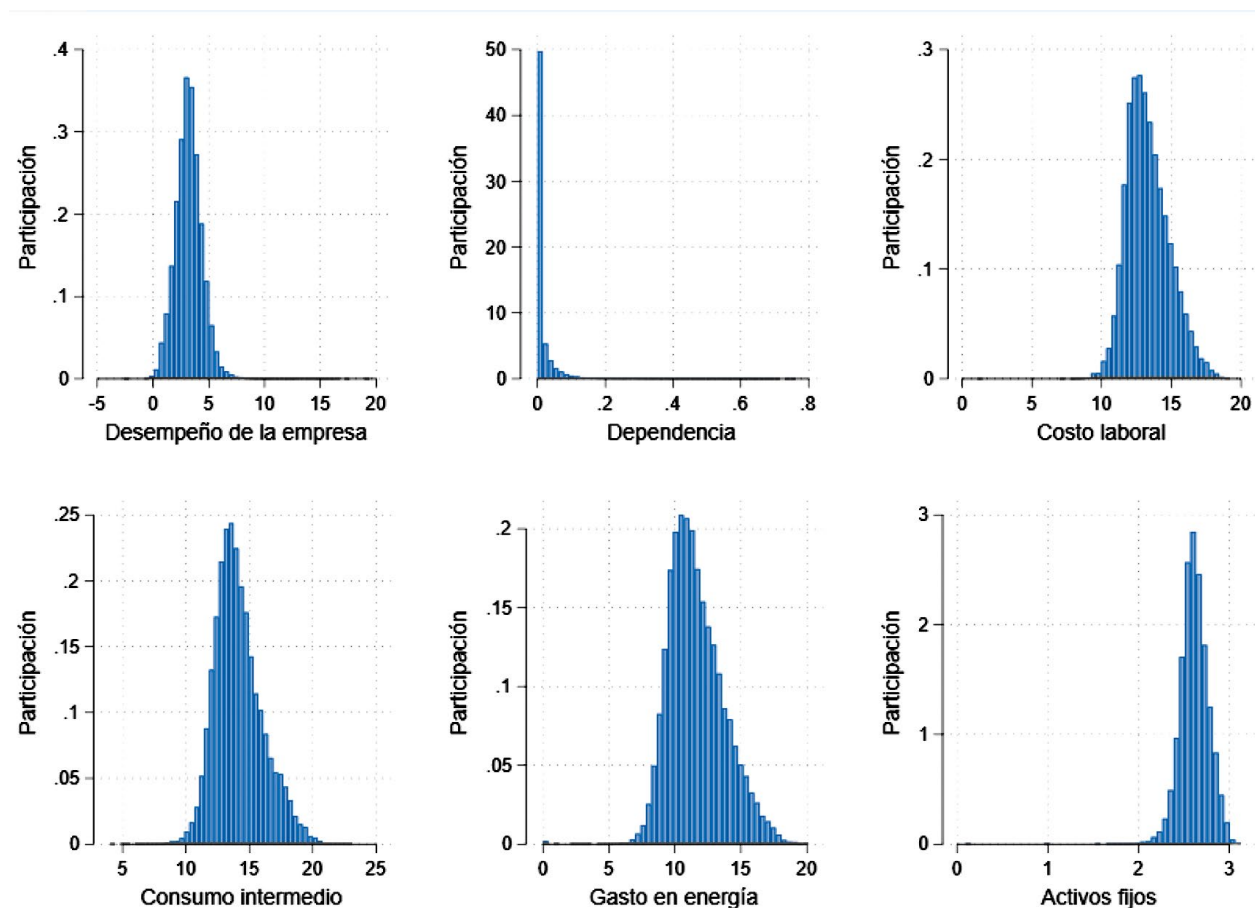 .4
.3
.2
.1
0
Participación
-5 0 5 10 15 20
Desempeño de la empresa
50
40
30
20
10
0
Participación
0 .2 .4 .6 .8
Dependencia
.3
.2
.1
0
Participación
0 5 10 15 20
Costo laboral
.25
.2
.15
.1
.05
0
Participación
5 10 15 20 25
Consumo intermedio
.2
.15
.1
.05
0
Participación
0 5 10 15 20
Gasto en energía
3
2
1
0
Participación
0 1 2 3
Activos fijos